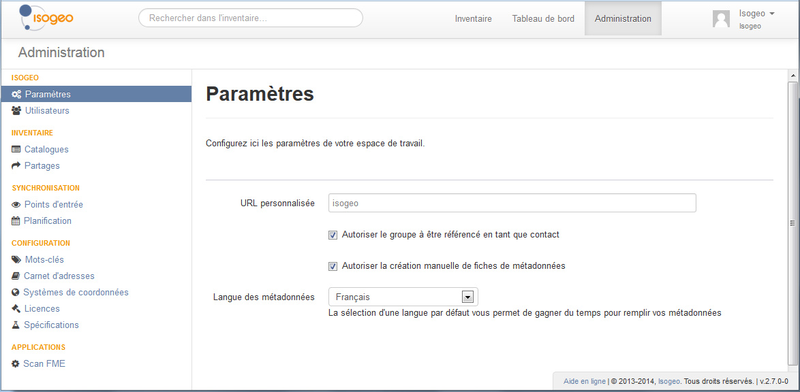 isogeo
Rechercher dans l'inventaire...
Inventaire
Tableau de bord
Administration
Isogeo
Isogeo
Administration
ISOGEO
Paramètres
Utilisateurs
INVENTAIRE
Catalogues
Partages
SYNCHRONISATION
Points d'entrée
Planification
CONFIGURATION
Mots-clés
Carnet d'adresses
Systèmes de coordonnées
Licences
Spécifications
APPLICATIONS
Scan FME
Paramètres
Configurez ici les paramètres de votre espace de travail.
URL personnalisée
isogeo
Autoriser le groupe à être référencé en tant que contact
Autoriser la création manuelle de fiches de métadonnées
Langue des métadonnées
Français
La sélection d'une langue par défaut vous permet de gagner du temps pour remplir vos métadonnées
Aide en ligne | © 2013-2014, Isogeo. Tous droits réservés. | v.2.7.0-0